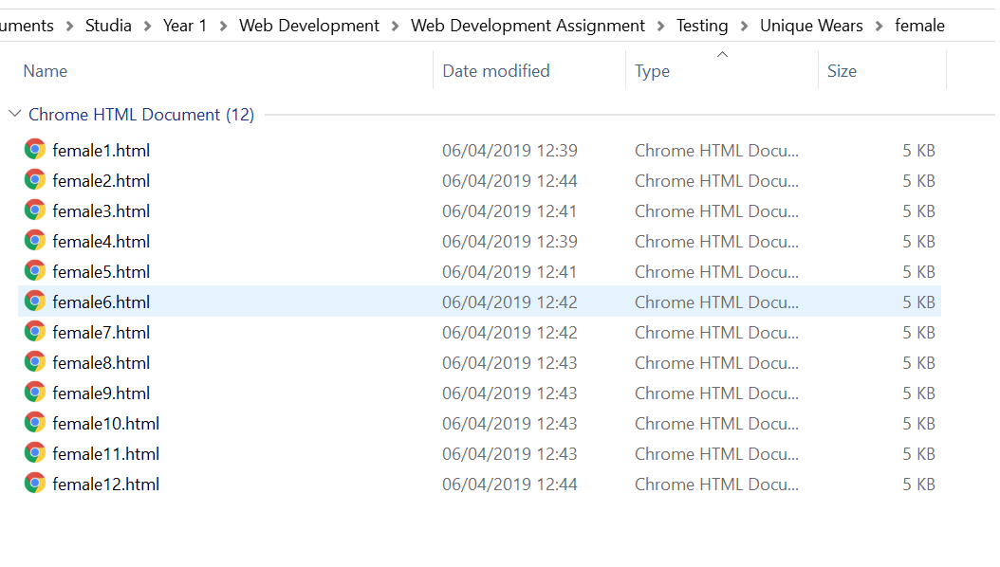 uments > Studia > Year 1 > Web Development > Web Development Assignment > Testing > Unique Wears > female
Name Date modified Type Size
Chrome HTML Document (12)
female1.html 06/04/2019 12:39 Chrome HTML Docu... 5 KB
female2.html 06/04/2019 12:44 Chrome HTML Docu... 5 KB
female3.html 06/04/2019 12:41 Chrome HTML Docu... 5 KB
female4.html 06/04/2019 12:39 Chrome HTML Docu... 5 KB
female5.html 06/04/2019 12:41 Chrome HTML Docu... 5 KB
female6.html 06/04/2019 12:42 Chrome HTML Docu... 5 KB
female7.html 06/04/2019 12:42 Chrome HTML Docu... 5 KB
female8.html 06/04/2019 12:43 Chrome HTML Docu... 5 KB
female9.html 06/04/2019 12:43 Chrome HTML Docu... 5 KB
female10.html 06/04/2019 12:43 Chrome HTML Docu... 5 KB
female11.html 06/04/2019 12:43 Chrome HTML Docu... 5 KB
female12.html 06/04/2019 12:44 Chrome HTML Docu... 5 KB